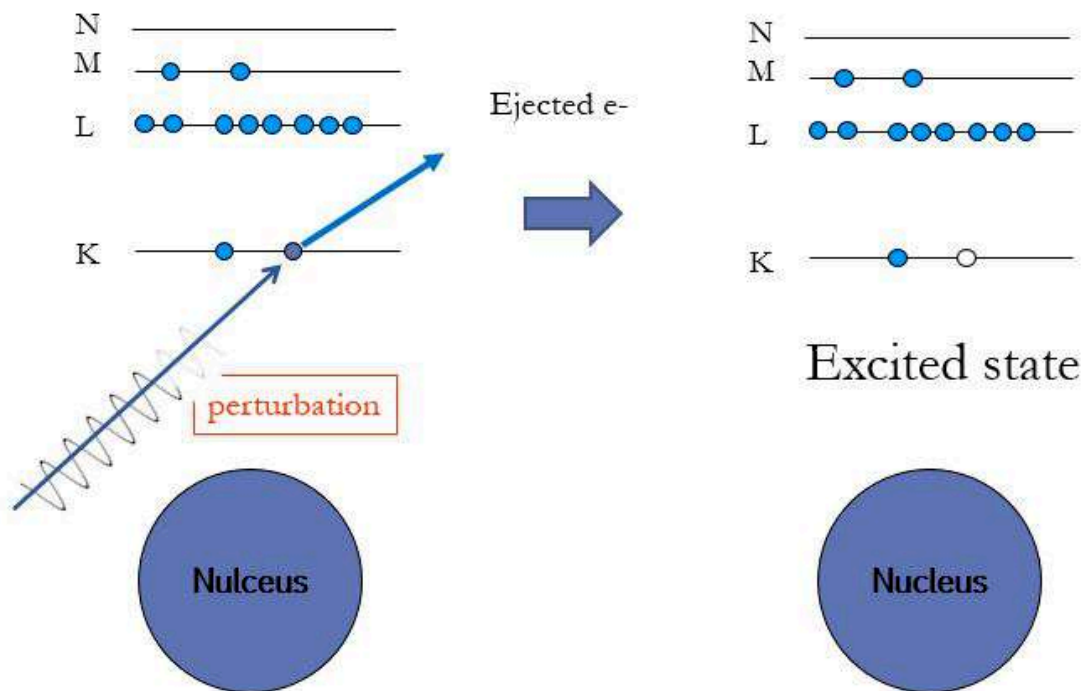 N
M
L
K
Ejected e-
perturbation
Nulceus
N
M
L
K
Excited state
Nucleus